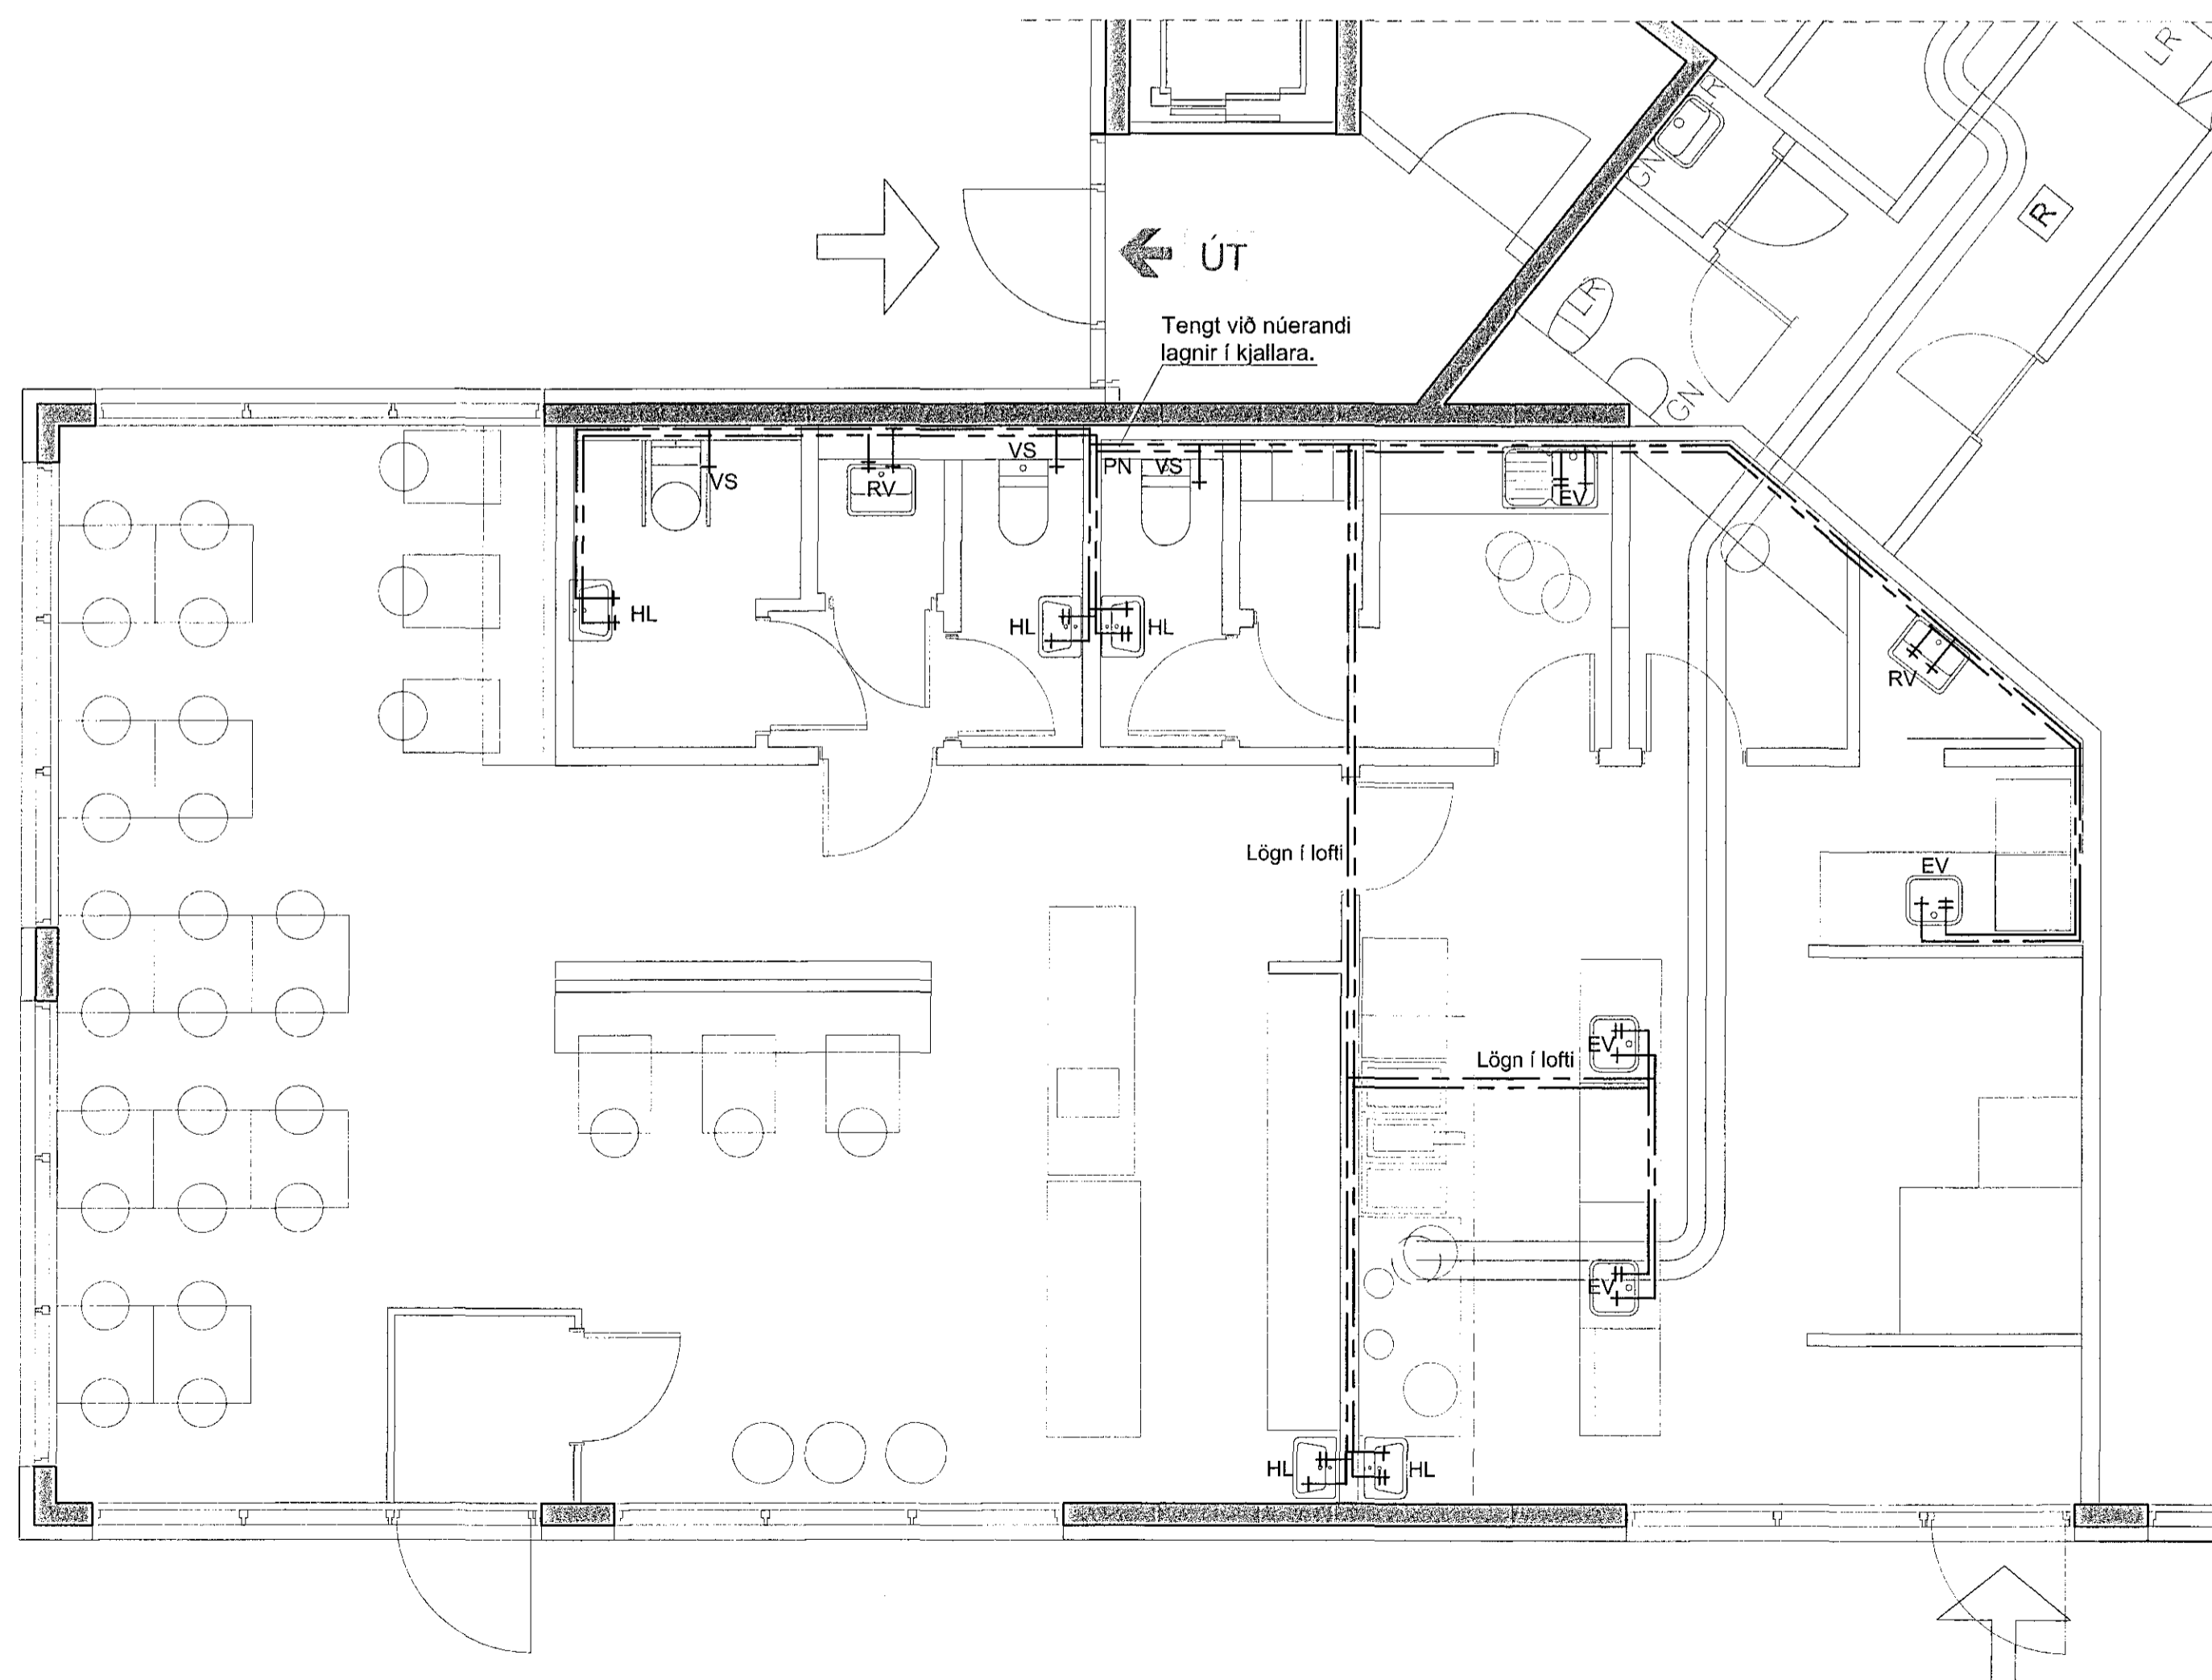 LR
R
GN
R
ÚT
LR
Tengt við núerandi
lagnir í kjallara.
GN
VS
PN
VS
VS
RV
EV
HL
HL
HL
RV
Lögn í lofti
EV
EV
Lögn í lofti
EV
HL
HL